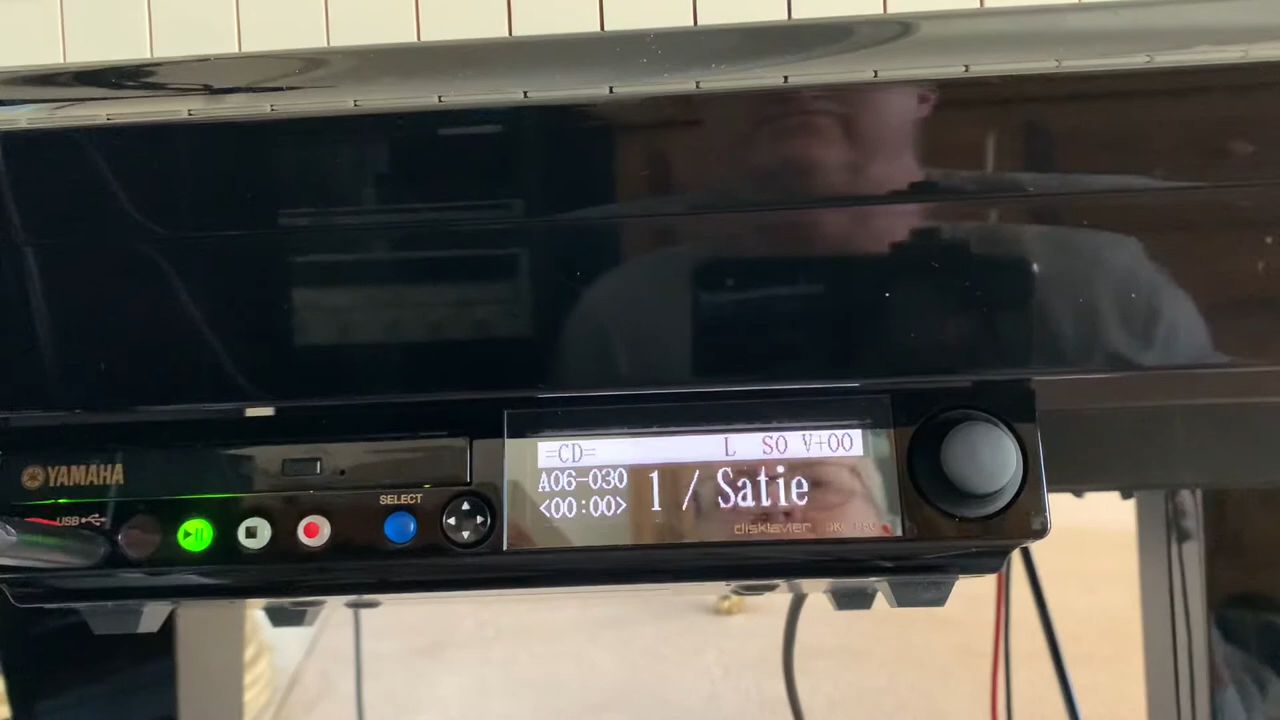 =CD= L S0 V+00
A06-030
1 / Satie
<00:00>
disklavier
YAMAHA
SELECT
USB